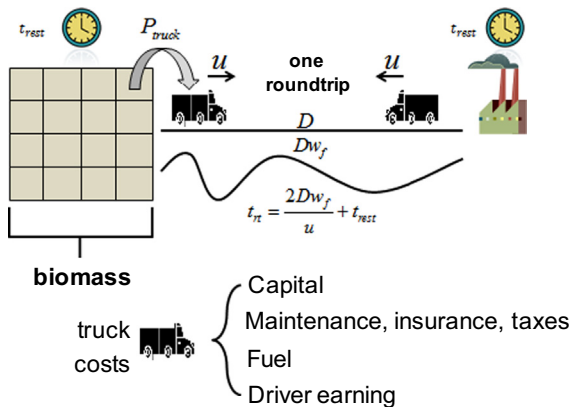 t_rest
P_truck
t_rest
u
one
roundtrip
u
D
Dw_f
t_rt = 2Dw_f / u + t_rest
biomass
truck
costs
Capital
Maintenance, insurance, taxes
Fuel
Driver earning